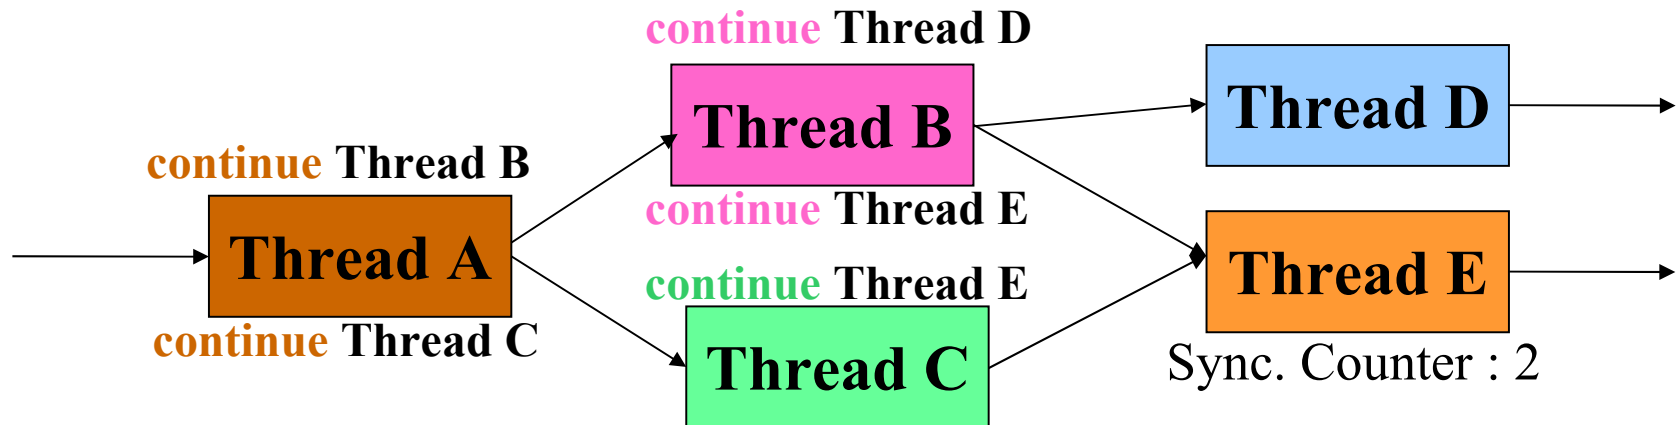 continue Thread B
Thread A
continue Thread C
continue Thread D
Thread B
continue Thread E
continue Thread E
Thread C
Thread D
Thread E
Sync. Counter : 2